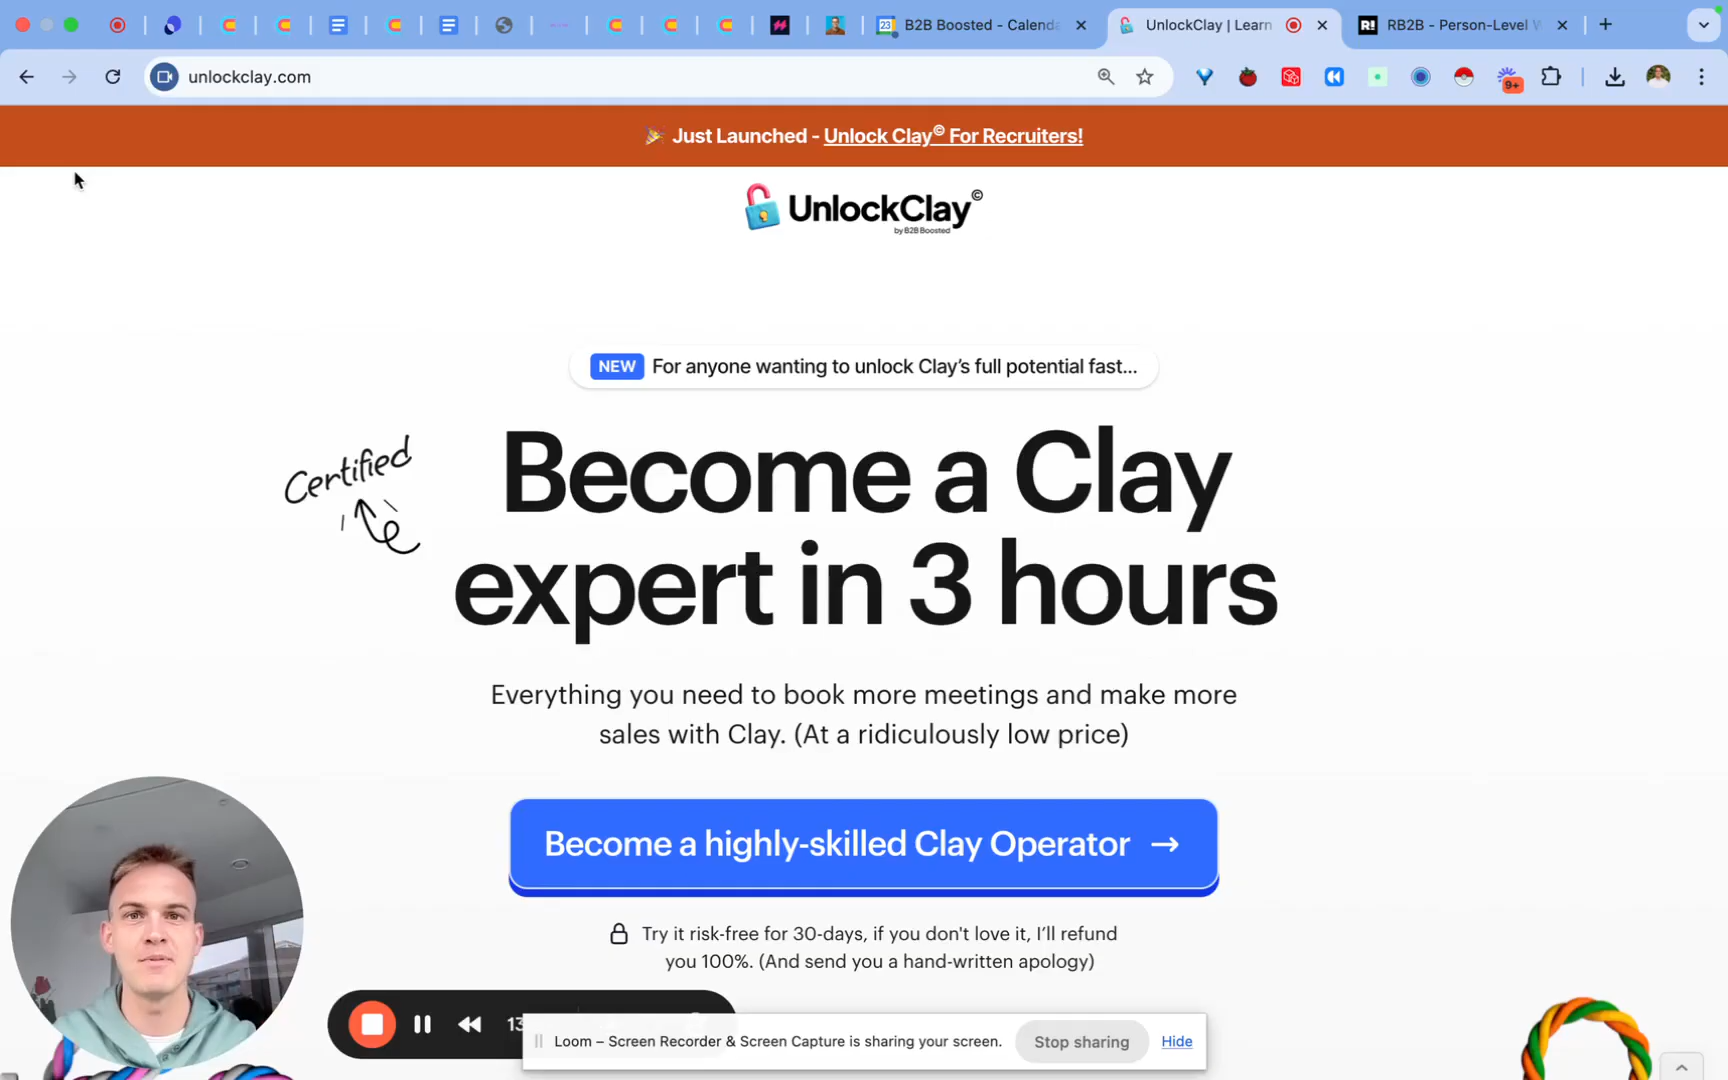 B2B Boosted - Calenda
UnlockClay | Learn
RB2B - Person-Level
unlockclay.com
9+
Just Launched - Unlock Clay© For Recruiters!
UnlockClay©
by B2B Boosted
NEW For anyone wanting to unlock Clay’s full potential fast...
Certified
Become a Clay
expert in 3 hours
Everything you need to book more meetings and make more
sales with Clay. (At a ridiculously low price)
Become a highly-skilled Clay Operator →
Try it risk-free for 30-days, if you don't love it, I’ll refund
you 100%. (And send you a hand-written apology)
Loom – Screen Recorder & Screen Capture is sharing your screen. Stop sharing Hide